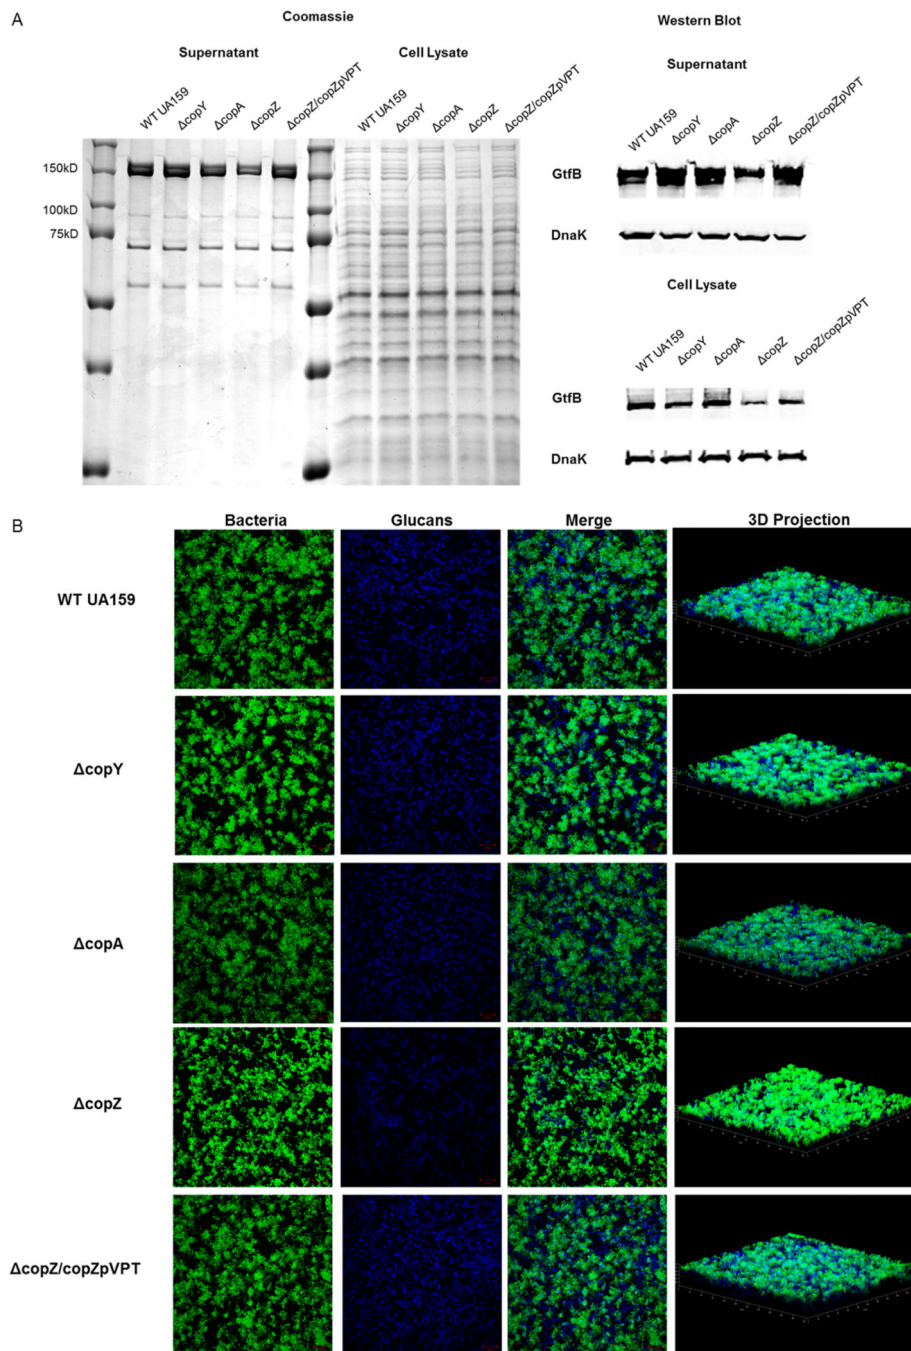 A
Coomassie
Western Blot
Supernatant
Cell Lysate
Supernatant
WT UA159
ΔcopY
ΔcopA
ΔcopZ
ΔcopZ/copZpVPT
WT UA159
ΔcopY
ΔcopA
ΔcopZ
ΔcopZ/copZpVPT
WT UA159
ΔcopY
ΔcopA
ΔcopZ
ΔcopZ/copZpVPT
150kD
100kD
75kD
GtfB
DnaK
Cell Lysate
WT UA159
ΔcopY
ΔcopA
ΔcopZ
ΔcopZ/copZpVPT
GtfB
DnaK
B
Bacteria
Glucans
Merge
3D Projection
WT UA159
ΔcopY
ΔcopA
ΔcopZ
ΔcopZ/copZpVPT